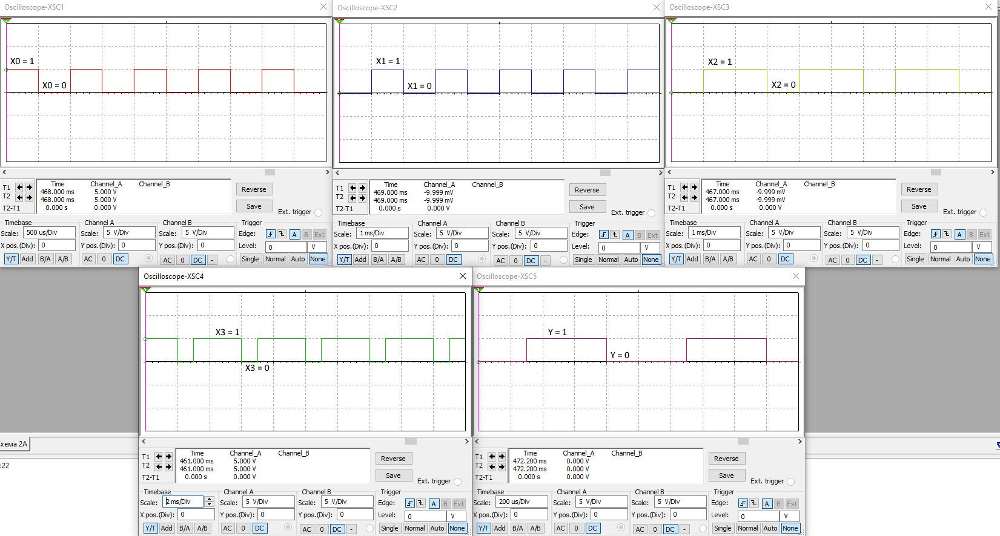 Oscilloscope-XSC1
X0 = 1
X0 = 0
T1
T2
T2-T1
Time Channel_A Channel_B
468.000 ms 5.000 V
468.000 ms 5.000 V
0.000 s 0.000 V
Reverse
Save
Ext. trigger
Timebase
Scale: 500 us/Div
X pos.(Div): 0
Y/T Add B/A A/B
Channel A
Scale: 5 V/Div
Y pos.(Div): 0
AC 0 DC
Channel B
Scale: 5 V/Div
Y pos.(Div): 0
AC 0 DC -
Trigger
Edge: A B Ext
Level: 0 V
Single Normal Auto None
Oscilloscope-XSC2
X1 = 1
X1 = 0
T1
T2
T2-T1
Time Channel_A Channel_B
469.000 ms -9.999 mV
469.000 ms -9.999 mV
0.000 s 0.000 V
Reverse
Save
Ext. trigger
Timebase
Scale: 1 ms/Div
X pos.(Div): 0
Y/T Add B/A A/B
Channel A
Scale: 5 V/Div
Y pos.(Div): 0
AC 0 DC
Channel B
Scale: 5 V/Div
Y pos.(Div): 0
AC 0 DC -
Trigger
Edge: A B Ext
Level: 0 V
Single Normal Auto None
Oscilloscope-XSC3
X2 = 1
X2 = 0
T1
T2
T2-T1
Time Channel_A Channel_B
467.000 ms -9.999 mV
467.000 ms -9.999 mV
0.000 s 0.000 V
Reverse
Save
Ext. trigger
Timebase
Scale: 1 ms/Div
X pos.(Div): 0
Y/T Add B/A A/B
Channel A
Scale: 5 V/Div
Y pos.(Div): 0
AC 0 DC
Channel B
Scale: 5 V/Div
Y pos.(Div): 0
AC 0 DC -
Trigger
Edge: A B Ext
Level: 0 V
Single Normal Auto None
Oscilloscope-XSC4
X3 = 1
X3 = 0
T1
T2
T2-T1
Time Channel_A Channel_B
461.000 ms 5.000 V
461.000 ms 5.000 V
0.000 s 0.000 V
Reverse
Save
Ext. trigger
Timebase
Scale: 2 ms/Div
X pos.(Div): 0
Y/T Add B/A A/B
Channel A
Scale: 5 V/Div
Y pos.(Div): 0
AC 0 DC
Channel B
Scale: 5 V/Div
Y pos.(Div): 0
AC 0 DC -
Trigger
Edge: A B Ext
Level: 0 V
Single Normal Auto None
Oscilloscope-XSC5
Y = 1
Y = 0
T1
T2
T2-T1
Time Channel_A Channel_B
472.200 ms 0.000 V
472.200 ms 0.000 V
0.000 s 0.000 V
Reverse
Save
Ext. trigger
Timebase
Scale: 200 us/Div
X pos.(Div): 0
Y/T Add B/A A/B
Channel A
Scale: 5 V/Div
Y pos.(Div): 0
AC 0 DC
Channel B
Scale: 5 V/Div
Y pos.(Div): 0
AC 0 DC -
Trigger
Edge: A B Ext
Level: 0 V
Single Normal Auto None
хема 2А
:22